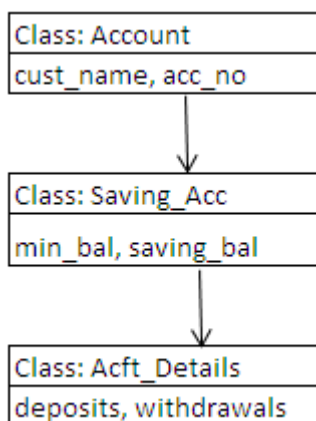 Class: Account
cust_name, acc_no
Class: Saving_Acc
min_bal, saving_bal
Class: Acft_Details
deposits, withdrawals